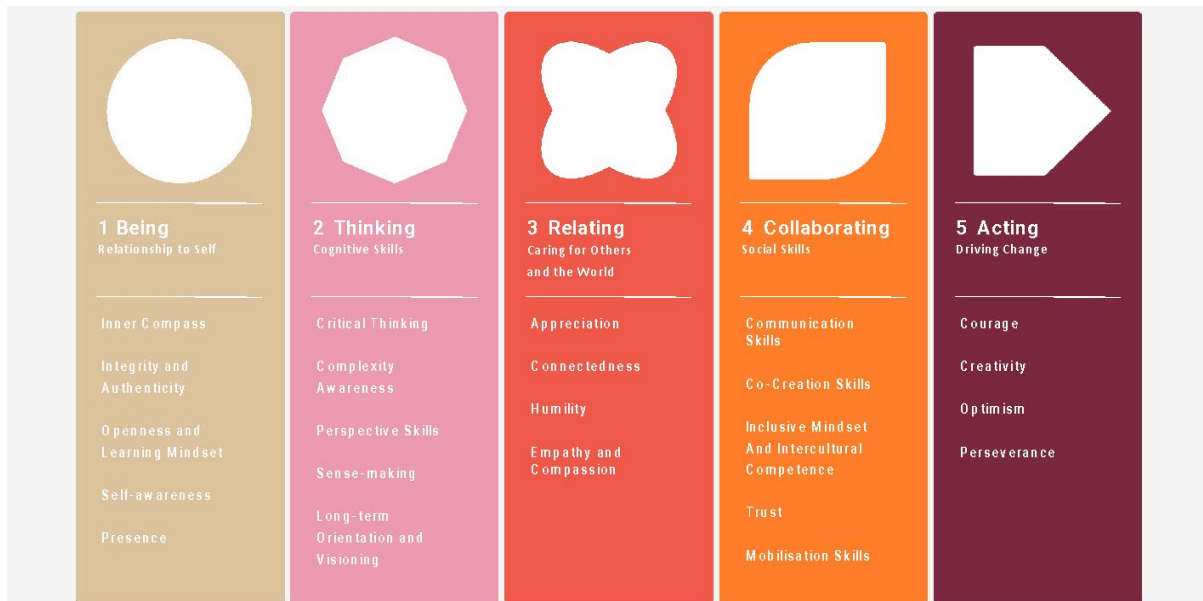 1 Being
Relationship to Self
Inner Compass
Integrity and
Authenticity
Openness and
Learning Mindset
Self-awareness
Presence
2 Thinking
Cognitive Skills
Critical Thinking
Complexity
Awareness
Perspective Skills
Sense-making
Long-term
Orientation and
Visioning
3 Relating
Caring for Others
and the World
Appreciation
Connectedness
Humility
Empathy and
Compassion
4 Collaborating
Social Skills
Communication
Skills
Co-Creation Skills
Inclusive Mindset
And Intercultural
Competence
Trust
Mobilisation Skills
5 Acting
Driving Change
Courage
Creativity
Optimism
Perseverance